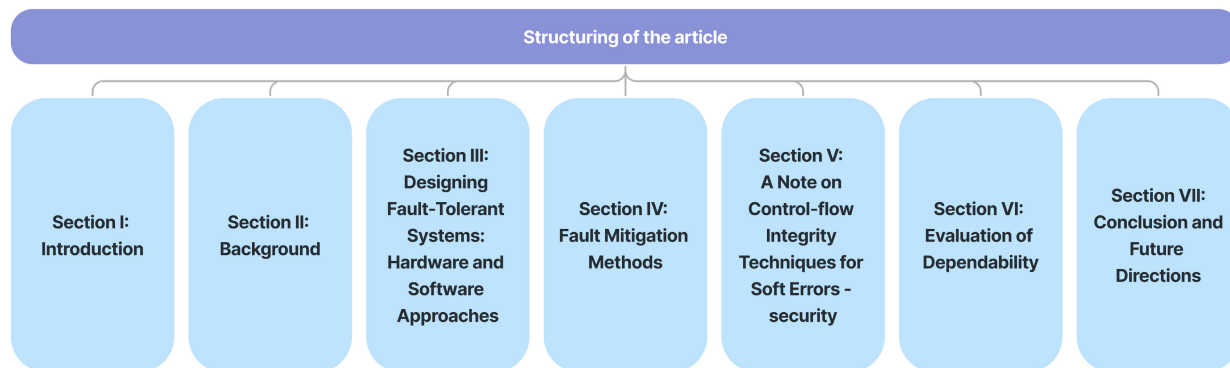 Structuring of the article
Section I:
Introduction
Section II:
Background
Section III:
Designing
Fault-Tolerant
Systems:
Hardware and
Software
Approaches
Section IV:
Fault Mitigation
Methods
Section V:
A Note on
Control-flow
Integrity
Techniques for
Soft Errors -
security
Section VI:
Evaluation of
Dependability
Section VII:
Conclusion and
Future
Directions